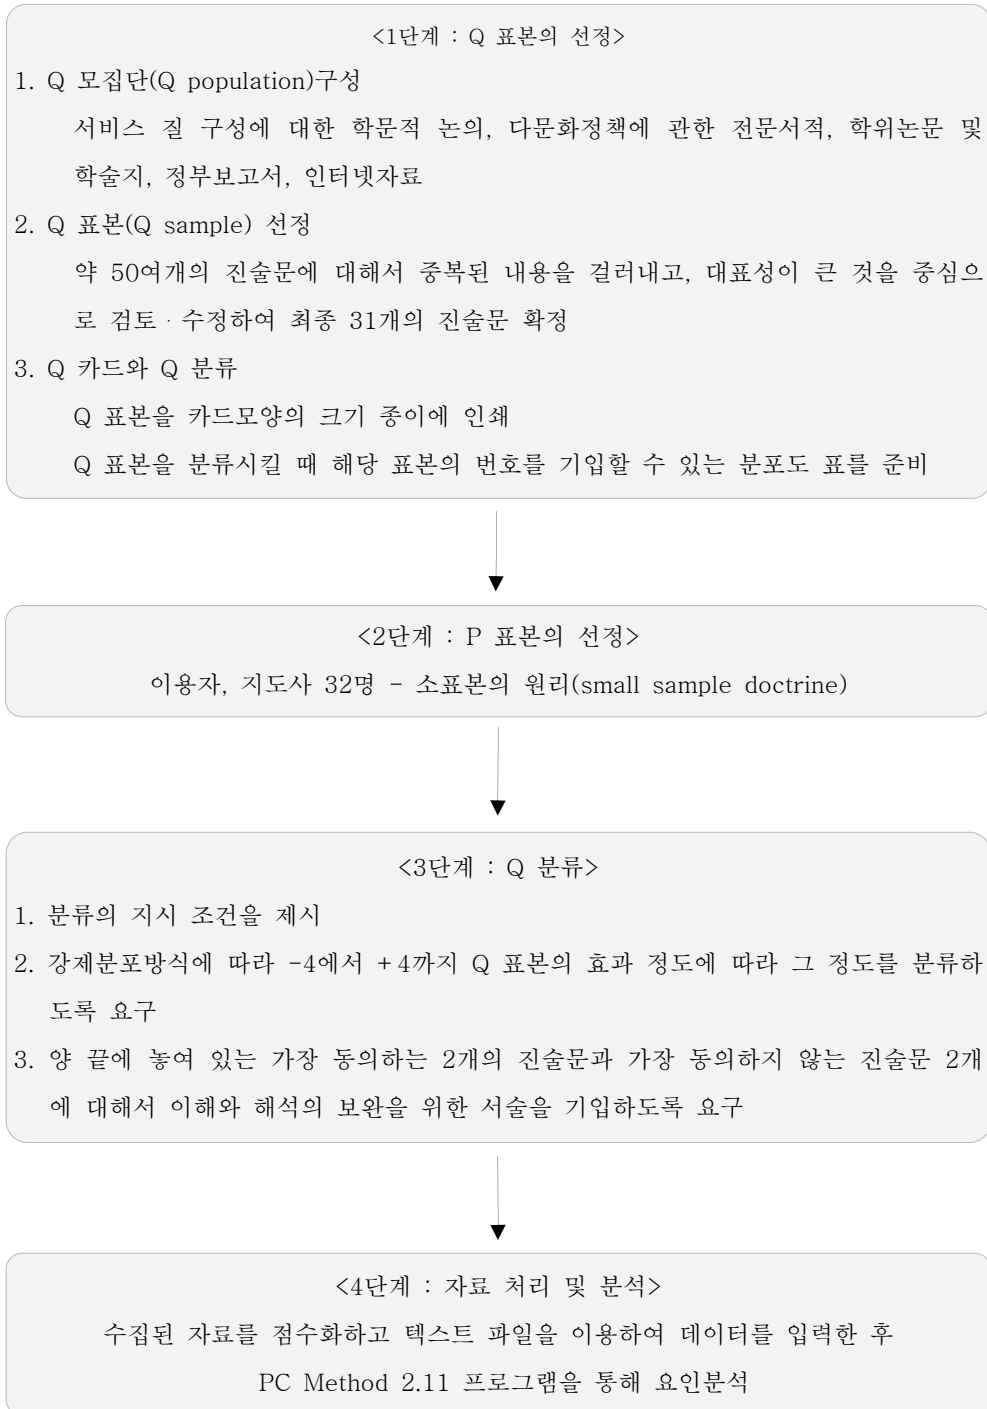 <1단계 : Q 표본의 선정>
1. Q 모집단(Q population)구성
서비스 질 구성에 대한 학문적 논의, 다문화정책에 관한 전문서적, 학위논문 및
학술지, 정부보고서, 인터넷자료
2. Q 표본(Q sample) 선정
약 50여개의 진술문에 대해서 중복된 내용을 걸러내고, 대표성이 큰 것을 중심으
로 검토·수정하여 최종 31개의 진술문 확정
3. Q 카드와 Q 분류
Q 표본을 카드모양의 크기 종이에 인쇄
Q 표본을 분류시킬 때 해당 표본의 번호를 기입할 수 있는 분포도 표를 준비
<2단계 : P 표본의 선정>
이용자, 지도사 32명 - 소표본의 원리(small sample doctrine)
<3단계 : Q 분류>
1. 분류의 지시 조건을 제시
2. 강제분포방식에 따라 -4에서 +4까지 Q 표본의 효과 정도에 따라 그 정도를 분류하
도록 요구
3. 양 끝에 놓여 있는 가장 동의하는 2개의 진술문과 가장 동의하지 않는 진술문 2개
에 대해서 이해와 해석의 보완을 위한 서술을 기입하도록 요구
<4단계 : 자료 처리 및 분석>
수집된 자료를 점수화하고 텍스트 파일을 이용하여 데이터를 입력한 후
PC Method 2.11 프로그램을 통해 요인분석